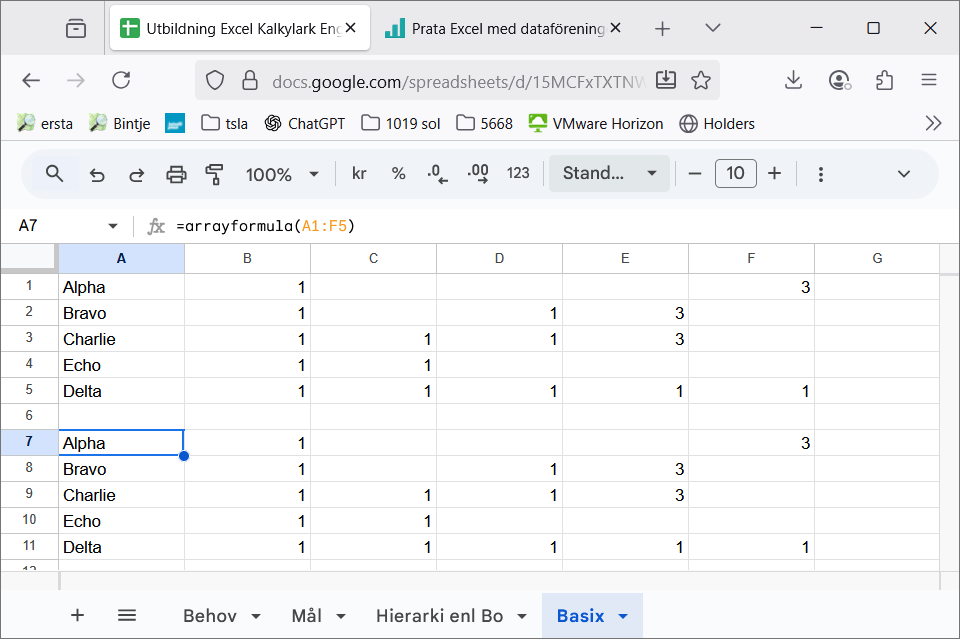 Utbildning Excel Kalkylark Eng
Prata Excel med dataförening
docs.google.com/spreadsheets/d/15MCFxTXTNW
ersta Bintje tsla ChatGPT 1019 sol 5668 VMware Horizon Holders
100% kr % .0 .00 123 Stand... 10
A7 fx =arrayformula(A1:F5)
A B C D E F G
1 Alpha 1 3
2 Bravo 1 1 3
3 Charlie 1 1 1 3
4 Echo 1 1
5 Delta 1 1 1 1 1
6
7 Alpha 1 3
8 Bravo 1 1 3
9 Charlie 1 1 1 3
10 Echo 1 1
11 Delta 1 1 1 1 1
12
Behov Mål Hierarki enl Bo Basix